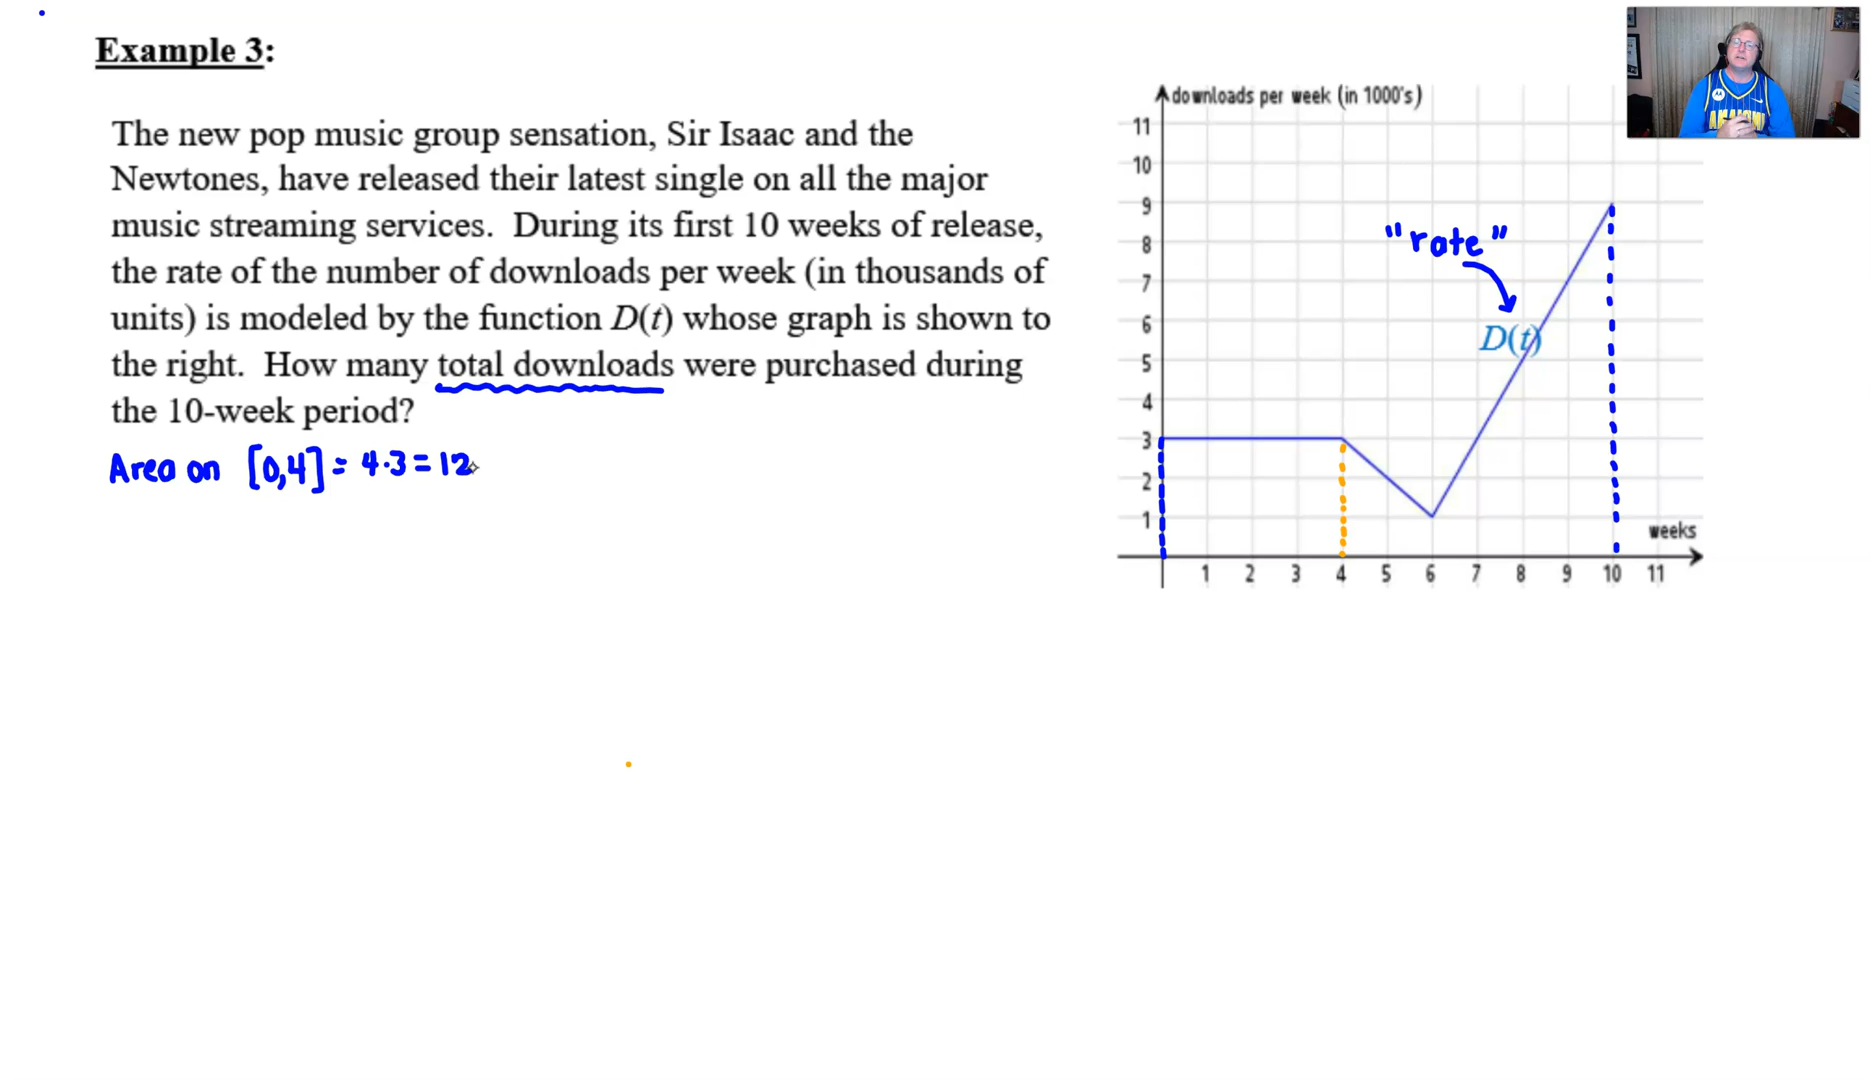 Example 3:
The new pop music group sensation, Sir Isaac and the
Newtones, have released their latest single on all the major
music streaming services. During its first 10 weeks of release,
the rate of the number of downloads per week (in thousands of
units) is modeled by the function D(t) whose graph is shown to
the right. How many total downloads were purchased during
the 10-week period?
Area on [0,4] = 4·3 = 12
downloads per week (in 1000's)
11
10
9
8
7
6
5
4
3
2
1
"rate"
D(t)
weeks
1 2 3 4 5 6 7 8 9 10 11